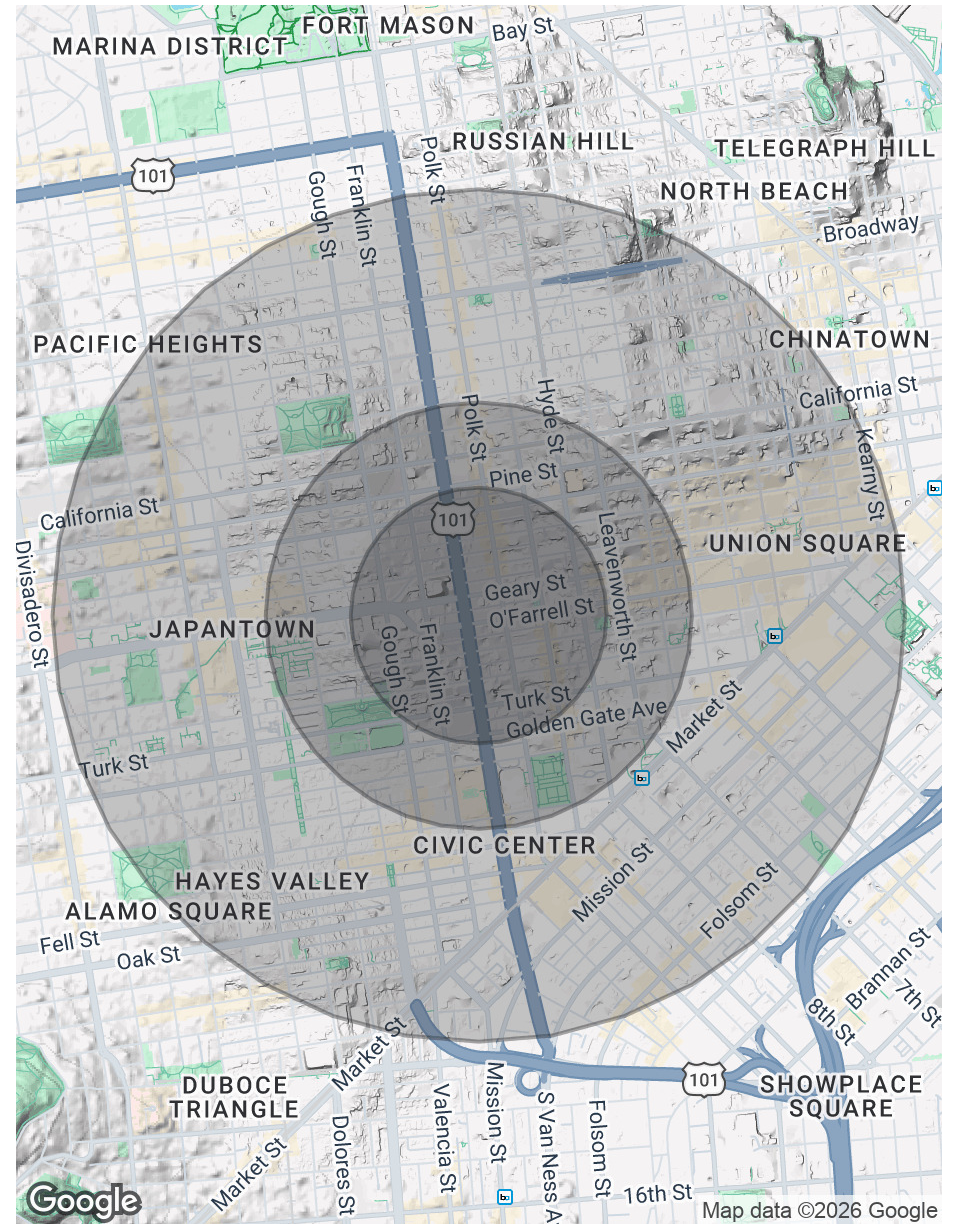 FORT MASON
MARINA DISTRICT
Bay St
RUSSIAN HILL
Polk St
TELEGRAPH HILL
101
Franklin St
Gough St
NORTH BEACH
Broadway
PACIFIC HEIGHTS
CHINATOWN
California St
Polk St
Hyde St
Kearny St
Pine St
California St
101
Leavenworth St
UNION SQUARE
Divisadero St
Geary St
O'Farrell St
JAPANTOWN
Gough St
Franklin St
Turk St
Golden Gate Ave
Market St
Turk St
CIVIC CENTER
Mission St
HAYES VALLEY
Folsom St
ALAMO SQUARE
Fell St
Oak St
Brannan St
7th St
8th St
Market St
101
DUBOCE
TRIANGLE
SHOWPLACE
SQUARE
Mission St
Valencia St
S Van Ness A
Folsom St
Dolores St
Market St
16th St
Google
Map data ©2026 Google